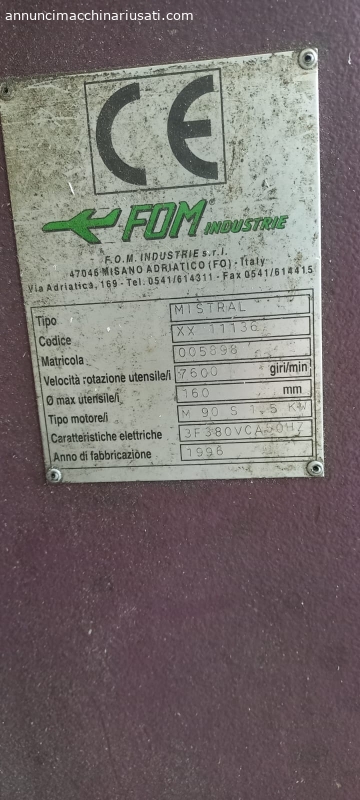 annuncimacchinariusati.com
CE
FOM® INDUSTRIE
F.O.M. INDUSTRIE s.r.l.
47046 MISANO ADRIATICO (FO) - Italy
Via Adriatica, 169 - Tel. 0541/614311 - Fax 0541/614415
Tipo MISTRAL
Codice XX 11136
Matricola 005898
Velocità rotazione utensile/i 7600 giri/min
Ø max utensile/i 160 mm
Tipo motore/i M 90 S 1,5 KW
Caratteristiche elettriche 3F380VCA50HZ
Anno di fabbricazione 1996